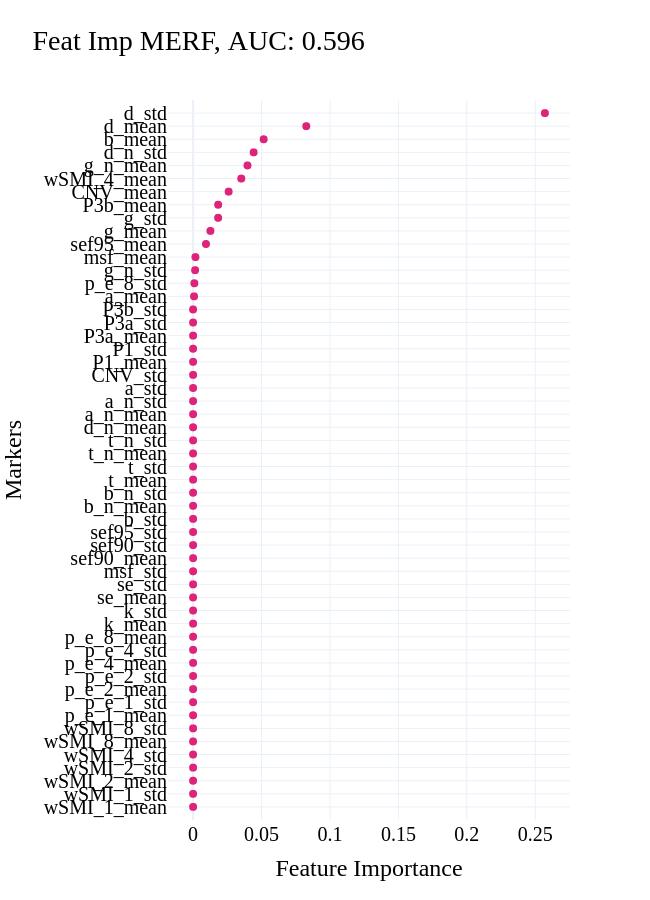 Feat Imp MERF, AUC: 0.596
d_std
d_mean
b_mean
d_n_std
g_n_mean
wSMI_4_mean
CNV_mean
P3b_mean
g_std
g_mean
sef95_mean
msf_mean
g_n_std
p_e_8_std
a_mean
P3b_std
P3a_std
P3a_mean
P1_std
P1_mean
CNV_std
a_std
a_n_std
a_n_mean
d_n_mean
t_n_std
t_n_mean
t_std
t_mean
b_n_std
b_n_mean
b_std
sef95_std
sef90_std
sef90_mean
msf_std
se_std
se_mean
k_std
k_mean
p_e_8_mean
p_e_4_std
p_e_4_mean
p_e_2_std
p_e_2_mean
p_e_1_std
p_e_1_mean
wSMI_8_std
wSMI_8_mean
wSMI_4_std
wSMI_2_std
wSMI_2_mean
wSMI_1_std
wSMI_1_mean
Markers
0 0.05 0.1 0.15 0.2 0.25
Feature Importance